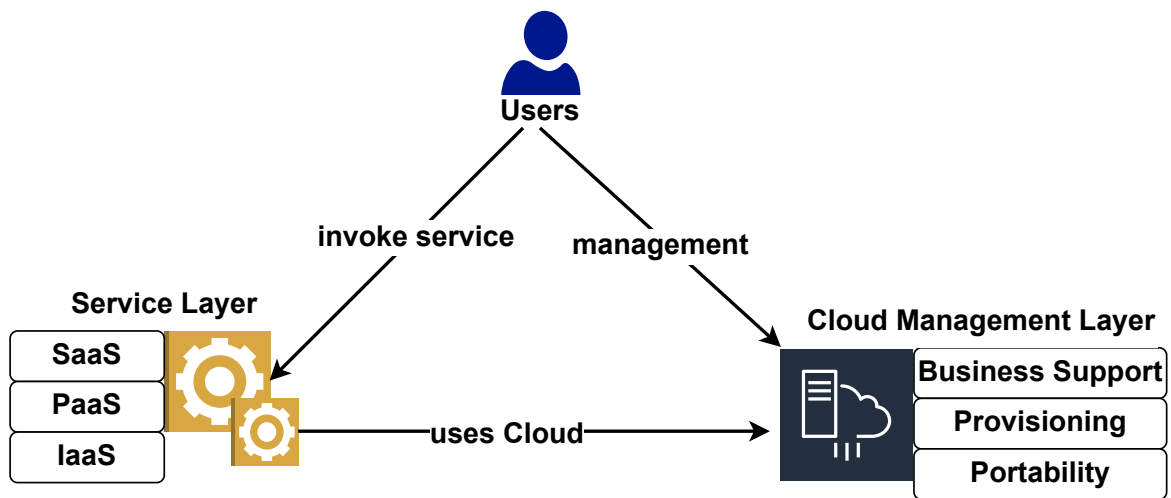 Users
invoke service
management
Service Layer
SaaS
PaaS
IaaS
uses Cloud
Cloud Management Layer
Business Support
Provisioning
Portability